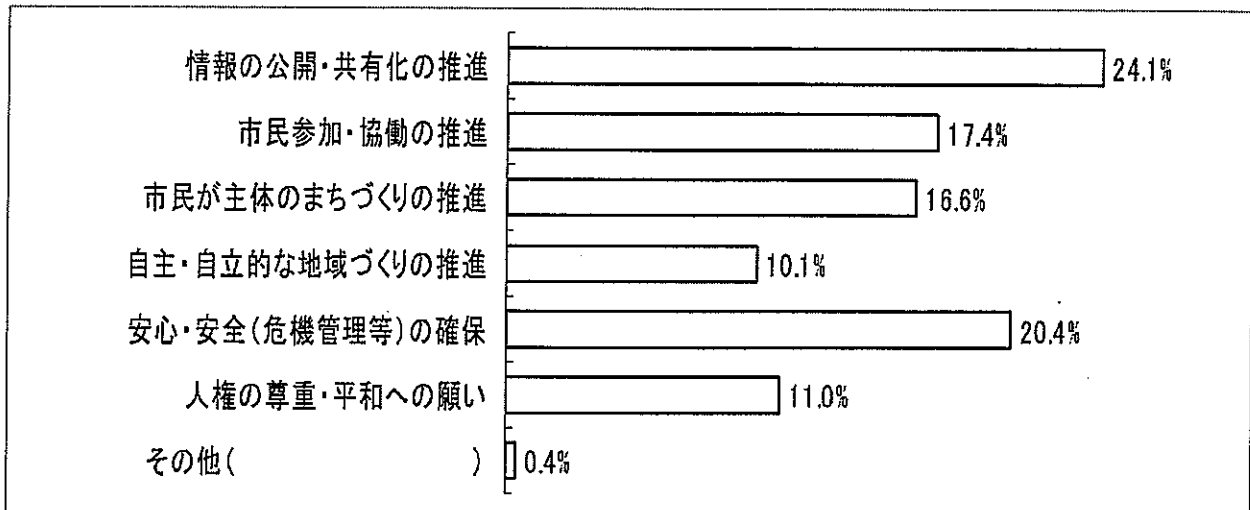 情報の公開・共有化の推進 24.1%
市民参加・協働の推進 17.4%
市民が主体のまちづくりの推進 16.6%
自主・自立的な地域づくりの推進 10.1%
安心・安全(危機管理等)の確保 20.4%
人権の尊重・平和への願い 11.0%
その他(　　　　　　　) 0.4%